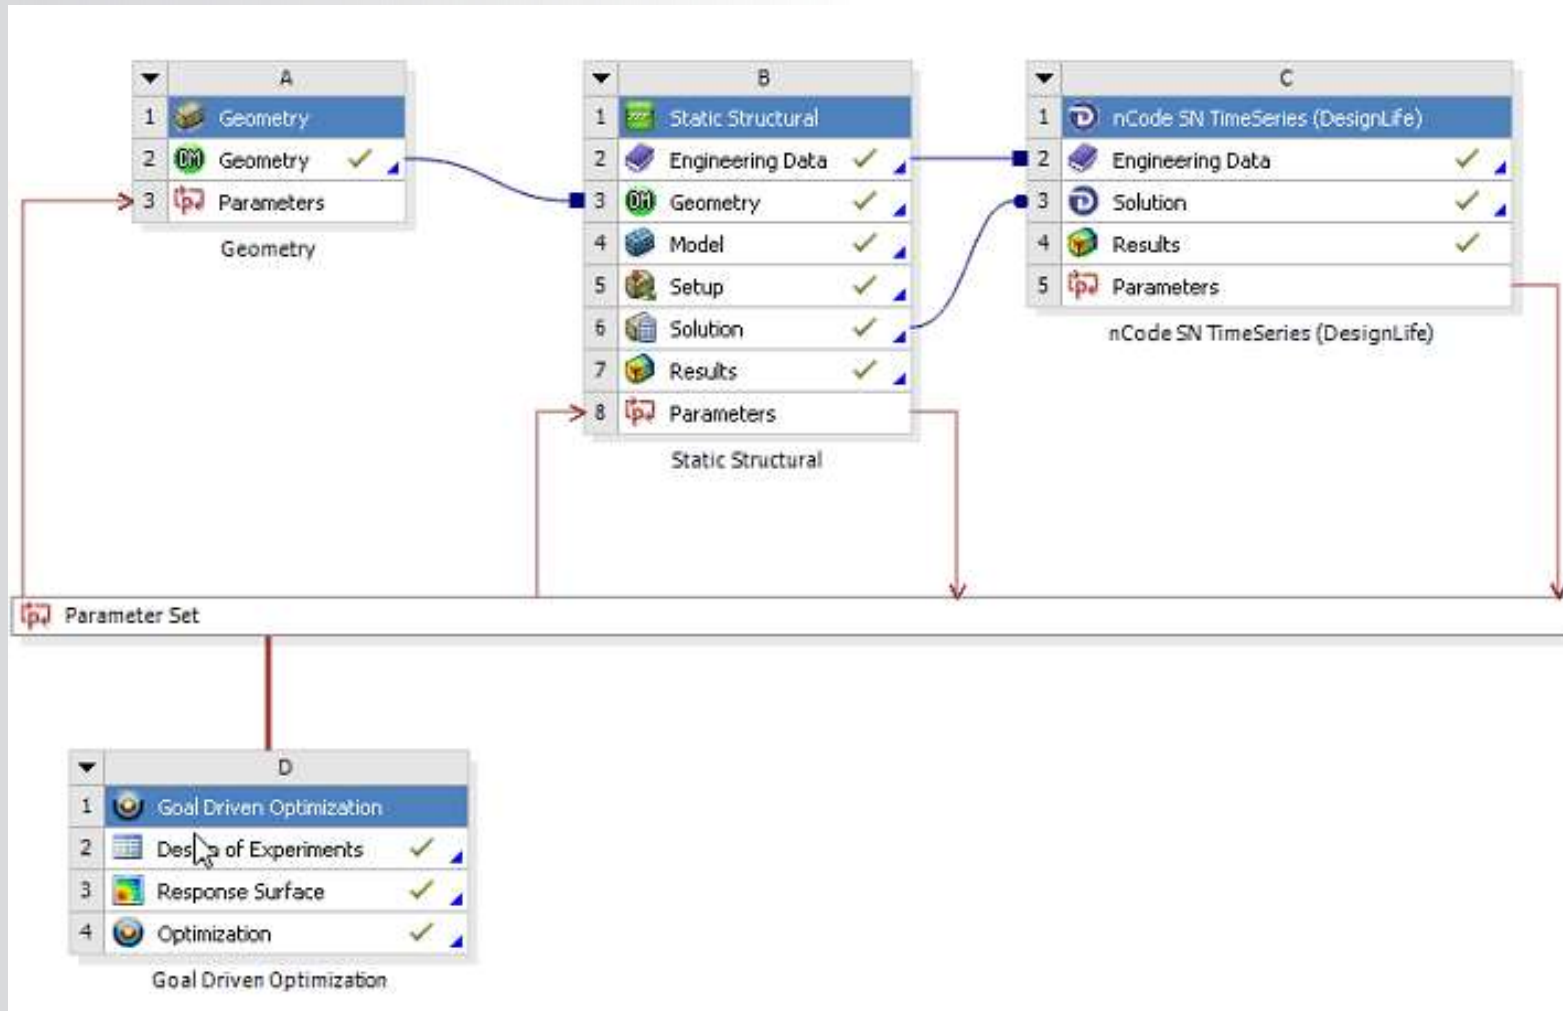 A
1 Geometry
2 DM Geometry
3 Parameters
Geometry
B
1 Static Structural
2 Engineering Data
3 DM Geometry
4 Model
5 Setup
6 Solution
7 Results
8 Parameters
Static Structural
C
1 nCode SN TimeSeries (DesignLife)
2 Engineering Data
3 Solution
4 Results
5 Parameters
nCode SN TimeSeries (DesignLife)
Parameter Set
D
1 Goal Driven Optimization
2 of Experiments
3 Response Surface
4 Optimization
Goal Driven Optimization